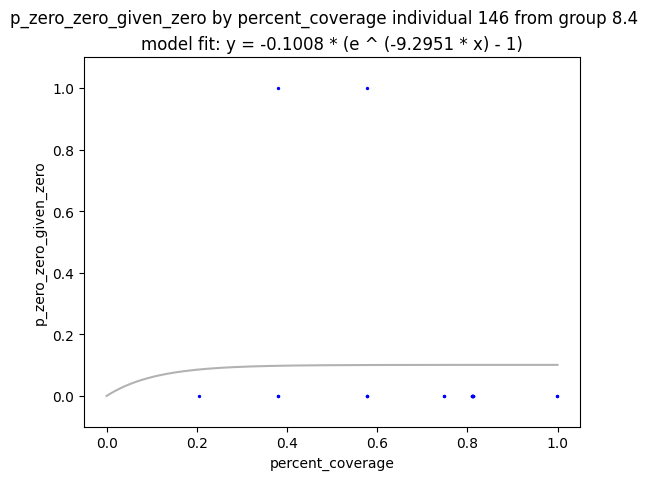 p_zero_zero_given_zero by percent_coverage individual 146 from group 8.4
model fit: y = -0.1008 * (e ^ (-9.2951 * x) - 1)
1.0
0.8
0.6
0.4
0.2
0.0
p_zero_zero_given_zero
0.0 0.2 0.4 0.6 0.8 1.0
percent_coverage